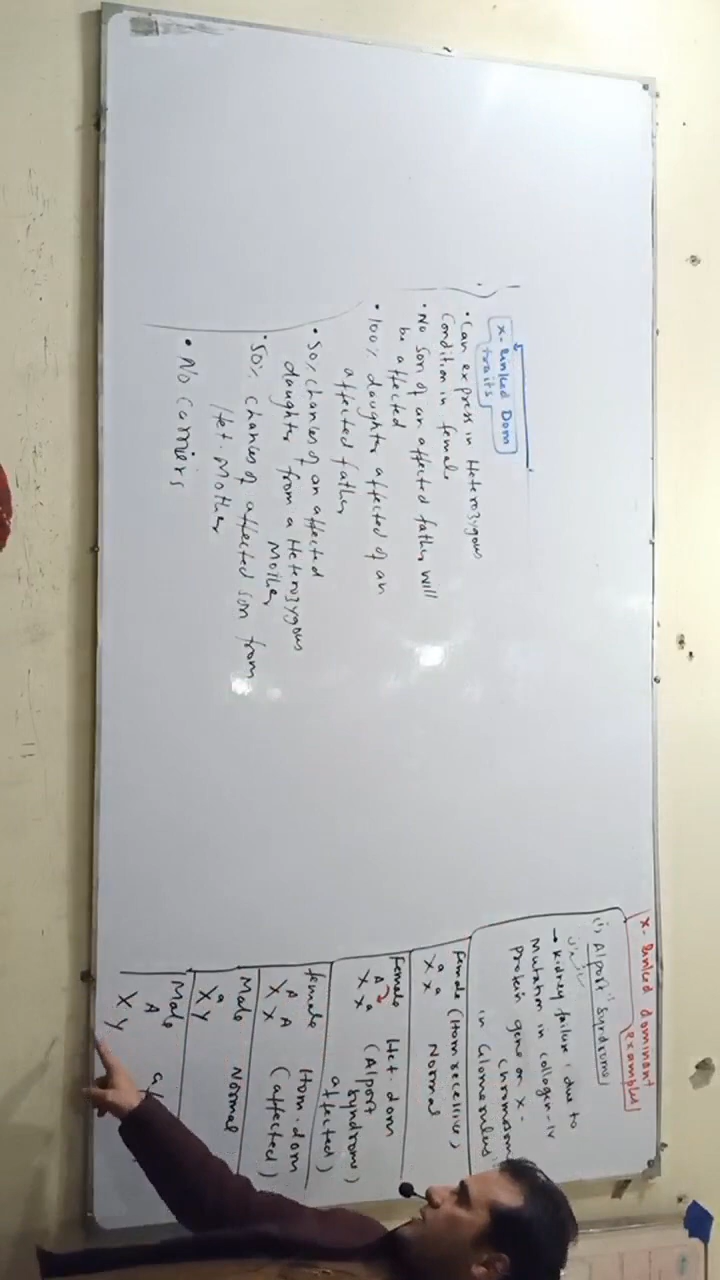 X-linked Dom
traits
• Can express in Heterozygous
Condition in female
• No son of an affected father will
be affected
• 100% daughter affected of an
affected father
• 50% chances of an affected
daughter from a Heterozygous
Mother
• 50% chances of affected son from
Het. Mother
• No Carriers
X-linked dominant
examples
(1) Alport Syndrome
→ Kidney failure due to
Mutation in collagen-IV
protein gene on X-
Chromosom
in Glomerulus
Female (Hom recessive)
XᵃXᵃ Normal
Female Het. dom
XᴬXᵃ (Alport
Syndrome)
affected)
female Hom. dom
XᴬXᴬ (affected)
Male Normal
XᵃY
Male
XᴬY